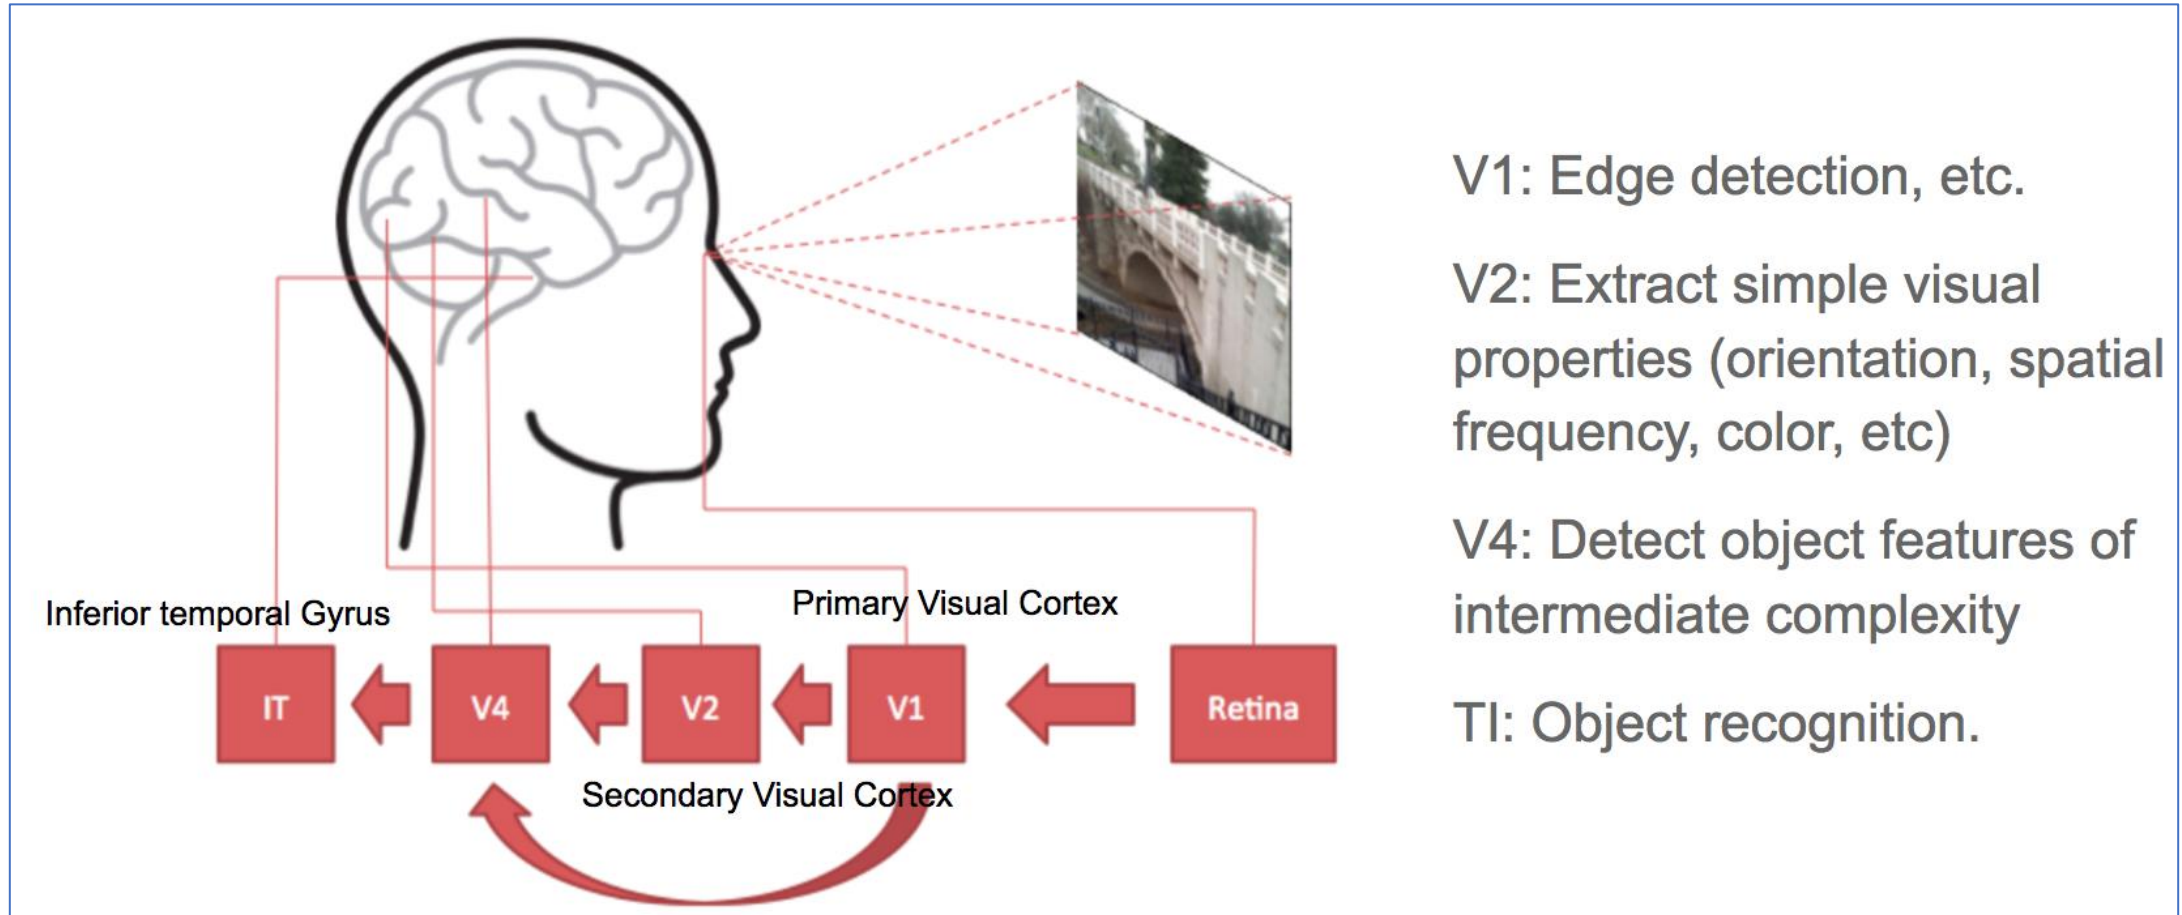 V1: Edge detection, etc.
V2: Extract simple visual
properties (orientation, spatial
frequency, color, etc)
V4: Detect object features of
intermediate complexity
TI: Object recognition.
Inferior temporal Gyrus
Primary Visual Cortex
IT
V4
V2
V1
Retina
Secondary Visual Cortex